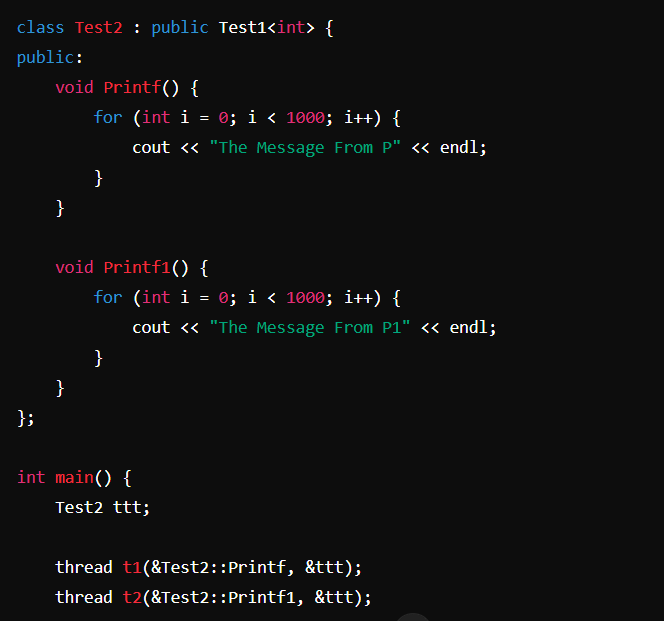 class Test2 : public Test1<int> {
public:
    void Printf() {
        for (int i = 0; i < 1000; i++) {
            cout << "The Message From P" << endl;
        }
    }

    void Printf1() {
        for (int i = 0; i < 1000; i++) {
            cout << "The Message From P1" << endl;
        }
    }
};

int main() {
    Test2 ttt;

    thread t1(&Test2::Printf, &ttt);
    thread t2(&Test2::Printf1, &ttt);